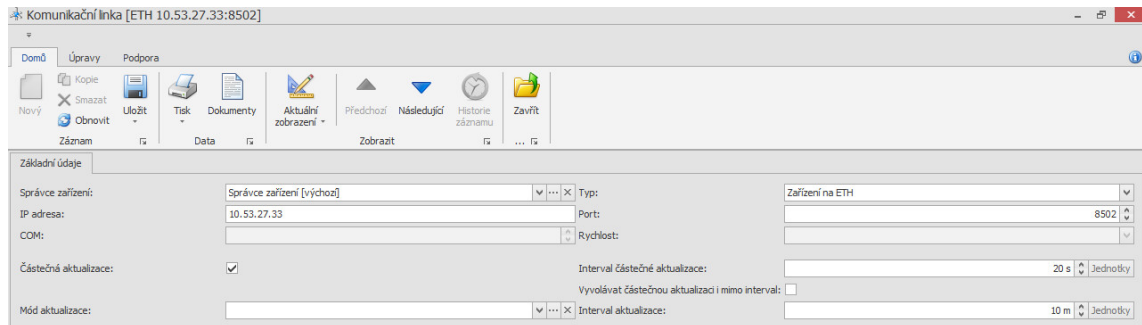 Komunikační linka [ETH 10.53.27.33:8502]
Domů Úpravy Podpora
Nový Kopie Smazat Obnovit Uložit Tisk Dokumenty Aktuální zobrazení Předchozí Následující Historie záznamu Zavřít
Záznam Data Zobrazit ...
Základní údaje
Správce zařízení: Správce zařízení [výchozí] Typ: Zařízení na ETH
IP adresa: 10.53.27.33 Port: 8502
COM: Rychlost:
Částečná aktualizace: Interval částečné aktualizace: 20 s Jednotky
Vyvolávat částečnou aktualizaci i mimo interval:
Mód aktualizace: Interval aktualizace: 10 m Jednotky